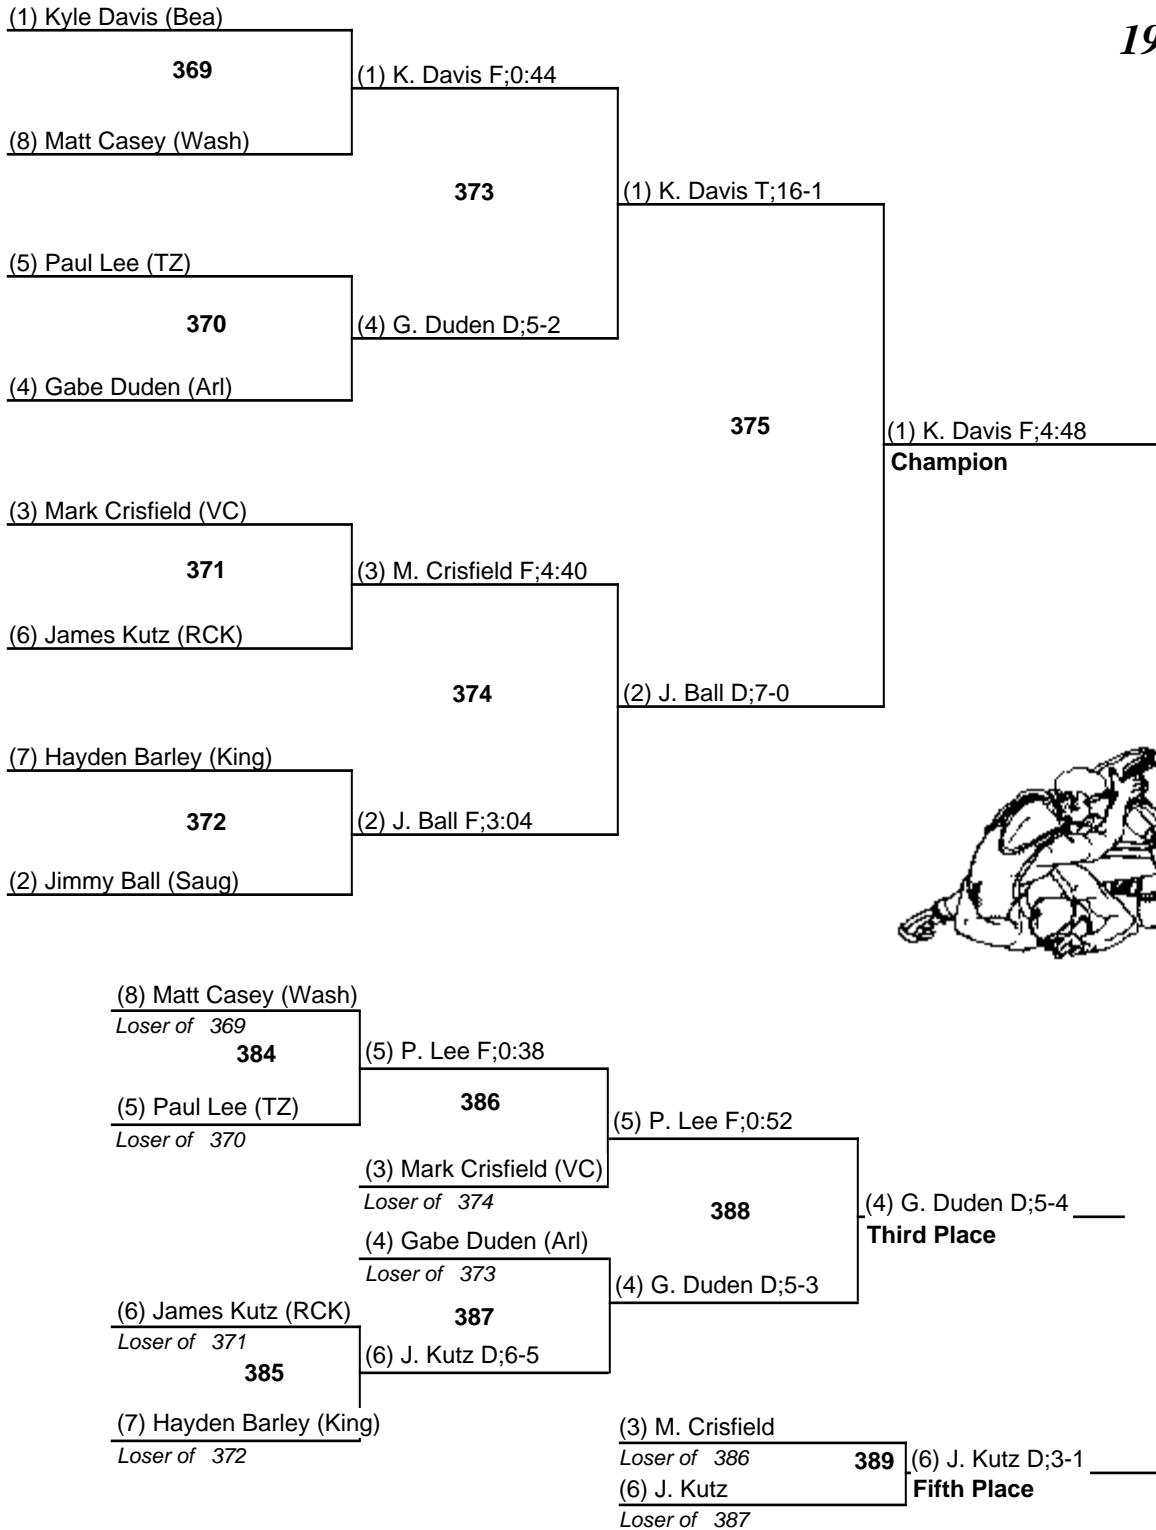 (1) Kyle Davis (Bea)
19
369
(1) K. Davis F;0:44
(8) Matt Casey (Wash)
373
(1) K. Davis T;16-1
(5) Paul Lee (TZ)
370
(4) G. Duden D;5-2
(4) Gabe Duden (Arl)
375
(1) K. Davis F;4:48
Champion
(3) Mark Crisfield (VC)
371
(3) M. Crisfield F;4:40
(6) James Kutz (RCK)
374
(2) J. Ball D;7-0
(7) Hayden Barley (King)
372
(2) J. Ball F;3:04
(2) Jimmy Ball (Saug)
(8) Matt Casey (Wash)
Loser of 369
384
(5) P. Lee F;0:38
(5) Paul Lee (TZ)
Loser of 370
386
(5) P. Lee F;0:52
(3) Mark Crisfield (VC)
Loser of 374
388
(4) G. Duden D;5-4
Third Place
(4) Gabe Duden (Arl)
Loser of 373
(4) G. Duden D;5-3
(6) James Kutz (RCK)
Loser of 371
387
385
(6) J. Kutz D;6-5
(7) Hayden Barley (King)
Loser of 372
(3) M. Crisfield
Loser of 386
389
(6) J. Kutz D;3-1
Fifth Place
(6) J. Kutz
Loser of 387